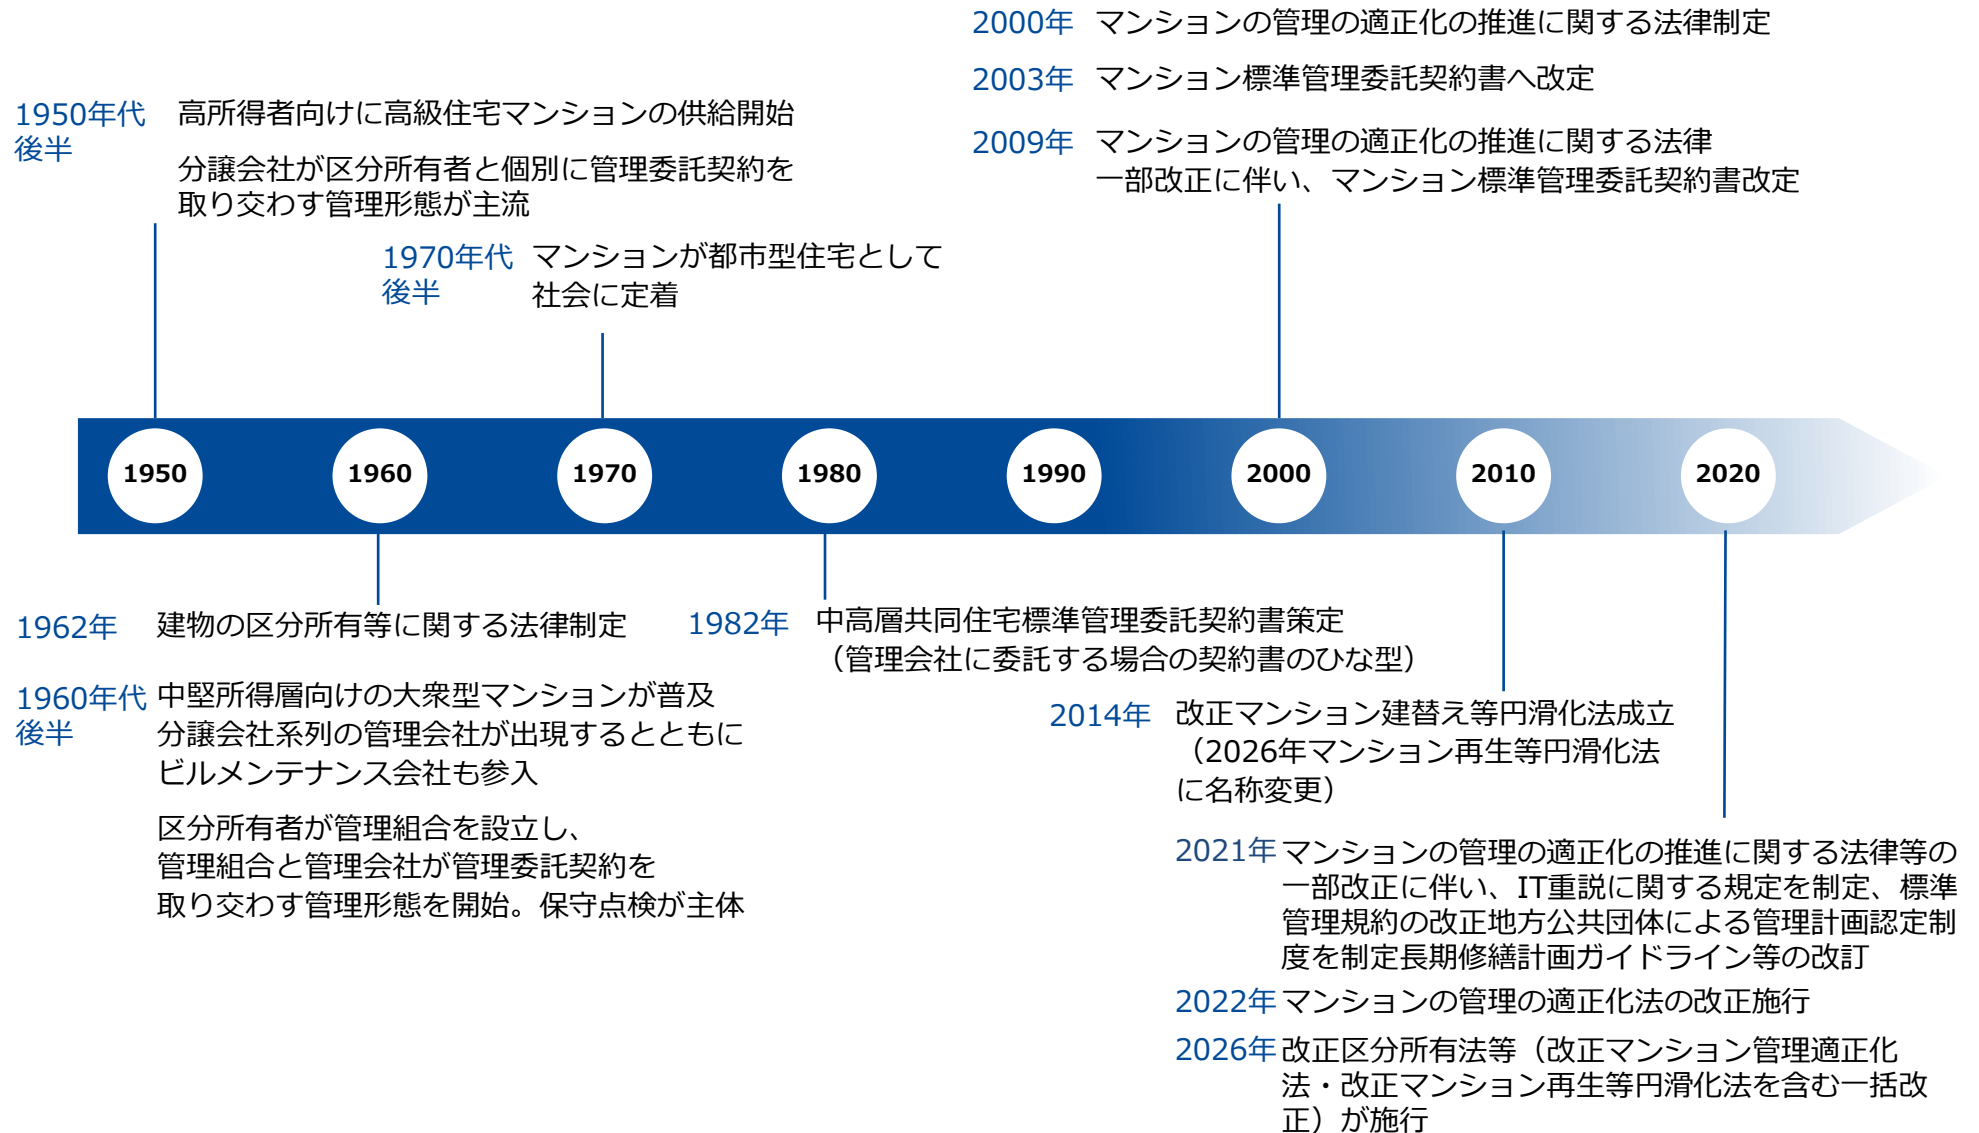 2000年 マンションの管理の適正化の推進に関する法律制定
2003年 マンション標準管理委託契約書へ改定
2009年 マンションの管理の適正化の推進に関する法律
一部改正に伴い、マンション標準管理委託契約書改定
1950年代
後半
高所得者向けに高級住宅マンションの供給開始
分譲会社が区分所有者と個別に管理委託契約を
取り交わす管理形態が主流
1970年代
後半
マンションが都市型住宅として
社会に定着
1950 1960 1970 1980 1990 2000 2010 2020
1962年 建物の区分所有等に関する法律制定
1960年代
後半
中堅所得層向けの大衆型マンションが普及
分譲会社系列の管理会社が出現するとともに
ビルメンテナンス会社も参入
区分所有者が管理組合を設立し、
管理組合と管理会社が管理委託契約を
取り交わす管理形態を開始。保守点検が主体
1982年 中高層共同住宅標準管理委託契約書策定
（管理会社に委託する場合の契約書のひな型）
2014年 改正マンション建替え等円滑化法成立
（2026年マンション再生等円滑化法
に名称変更）
2021年 マンションの管理の適正化の推進に関する法律等の
一部改正に伴い、IT重説に関する規定を制定、標準
管理規約の改正地方公共団体による管理計画認定制
度を制定長期修繕計画ガイドライン等の改訂
2022年 マンションの管理の適正化法の改正施行
2026年 改正区分所有法等（改正マンション管理適正化
法・改正マンション再生等円滑化法を含む一括改
正）が施行